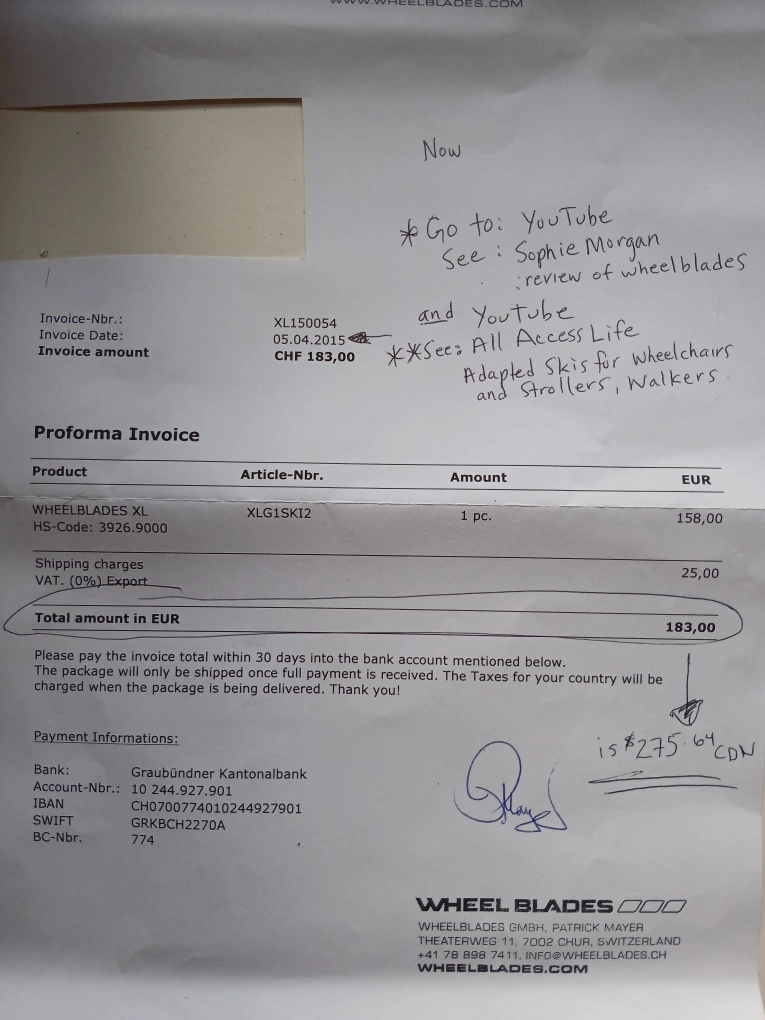 WWW.WHEELBLADES.COM
Now
*Go to: YouTube
See: Sophie Morgan
: review of wheelblades
and Youtube
**See: All Access Life
Adapted Skis for Wheelchairs
and Strollers, Walkers.
Invoice-Nbr.: XL150054
Invoice Date: 05.04.2015
Invoice amount CHF 183,00
Proforma Invoice
Product Article-Nbr. Amount EUR
WHEELBLADES XL XLG1SKI2 1 pc. 158,00
HS-Code: 3926.9000
Shipping charges 25,00
VAT. (0%) Export
Total amount in EUR 183,00
Please pay the invoice total within 30 days into the bank account mentioned below.
The package will only be shipped once full payment is received. The Taxes for your country will be
charged when the package is being delivered. Thank you!
is $275.64 CDN
Payment Informations:
Bank: Graubündner Kantonalbank
Account-Nbr.: 10 244.927.901
IBAN CH0700774010244927901
SWIFT GRKBCH2270A
BC-Nbr. 774
WHEEL BLADES
WHEELBLADES GMBH, PATRICK MAYER
THEATERWEG 11, 7002 CHUR, SWITZERLAND
+41 78 898 7411, INFO@WHEELBLADES.CH
WHEELBLADES.COM